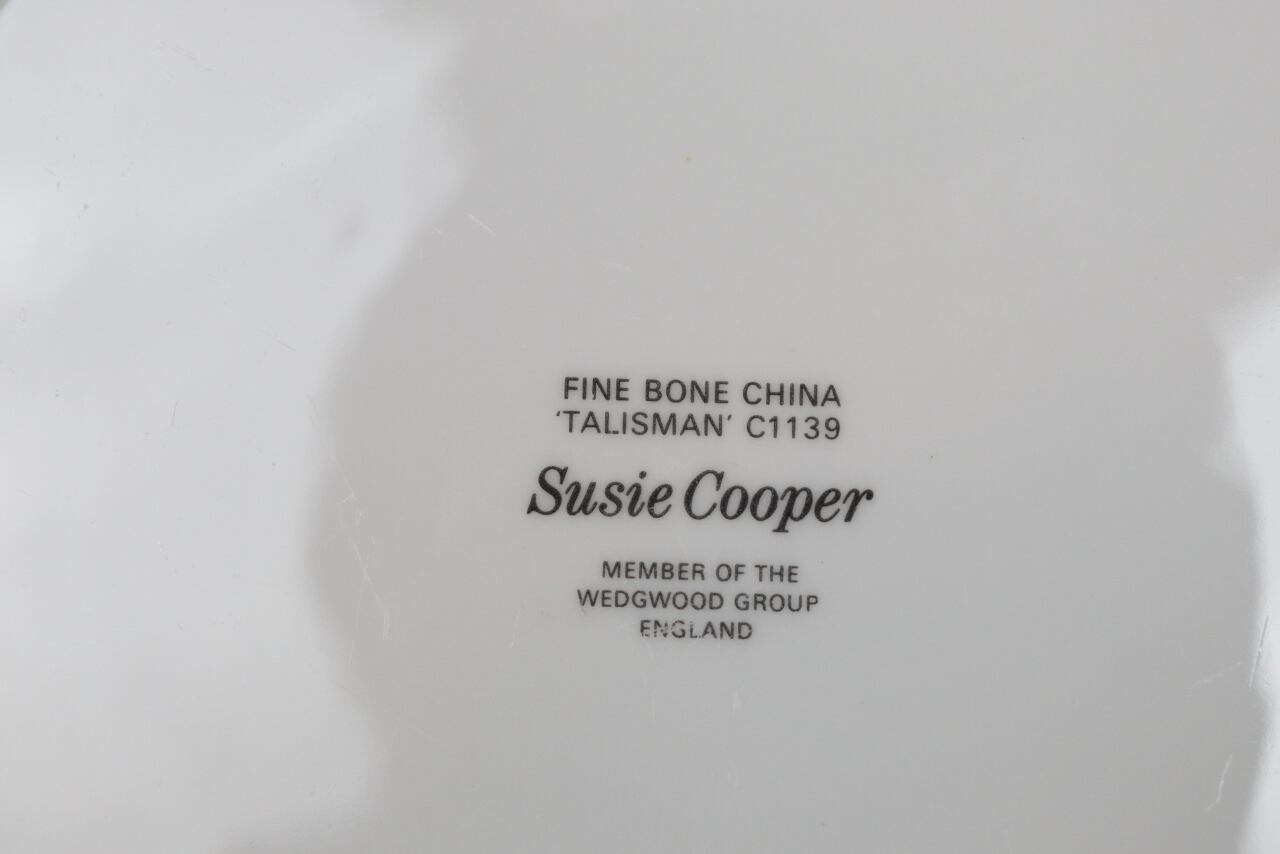 FINE BONE CHINA
‘TALISMAN’ C1139
Susie Cooper
MEMBER OF THE
WEDGWOOD GROUP
ENGLAND